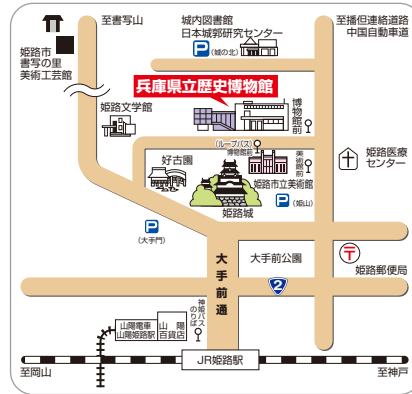 至書写山
城内図書館
日本城郭研究センター
至播但連絡道路
中国自動車道
P
(城の北)
姫路市
書写の里
美術工芸館
兵庫県立歴史博物館
姫路文学館
博物館前
(ループバス)
博物館前
美術館前
姫路医療
センター
好古園
姫路市立美術館
P
(姫山)
姫路城
P
(大手門)
大手前通
大手前公園
〒
姫路郵便局
2
神姫バス
のりば
山陽電車
山陽姫路駅
山陽
百貨店
JR姫路駅
至岡山
至神戸